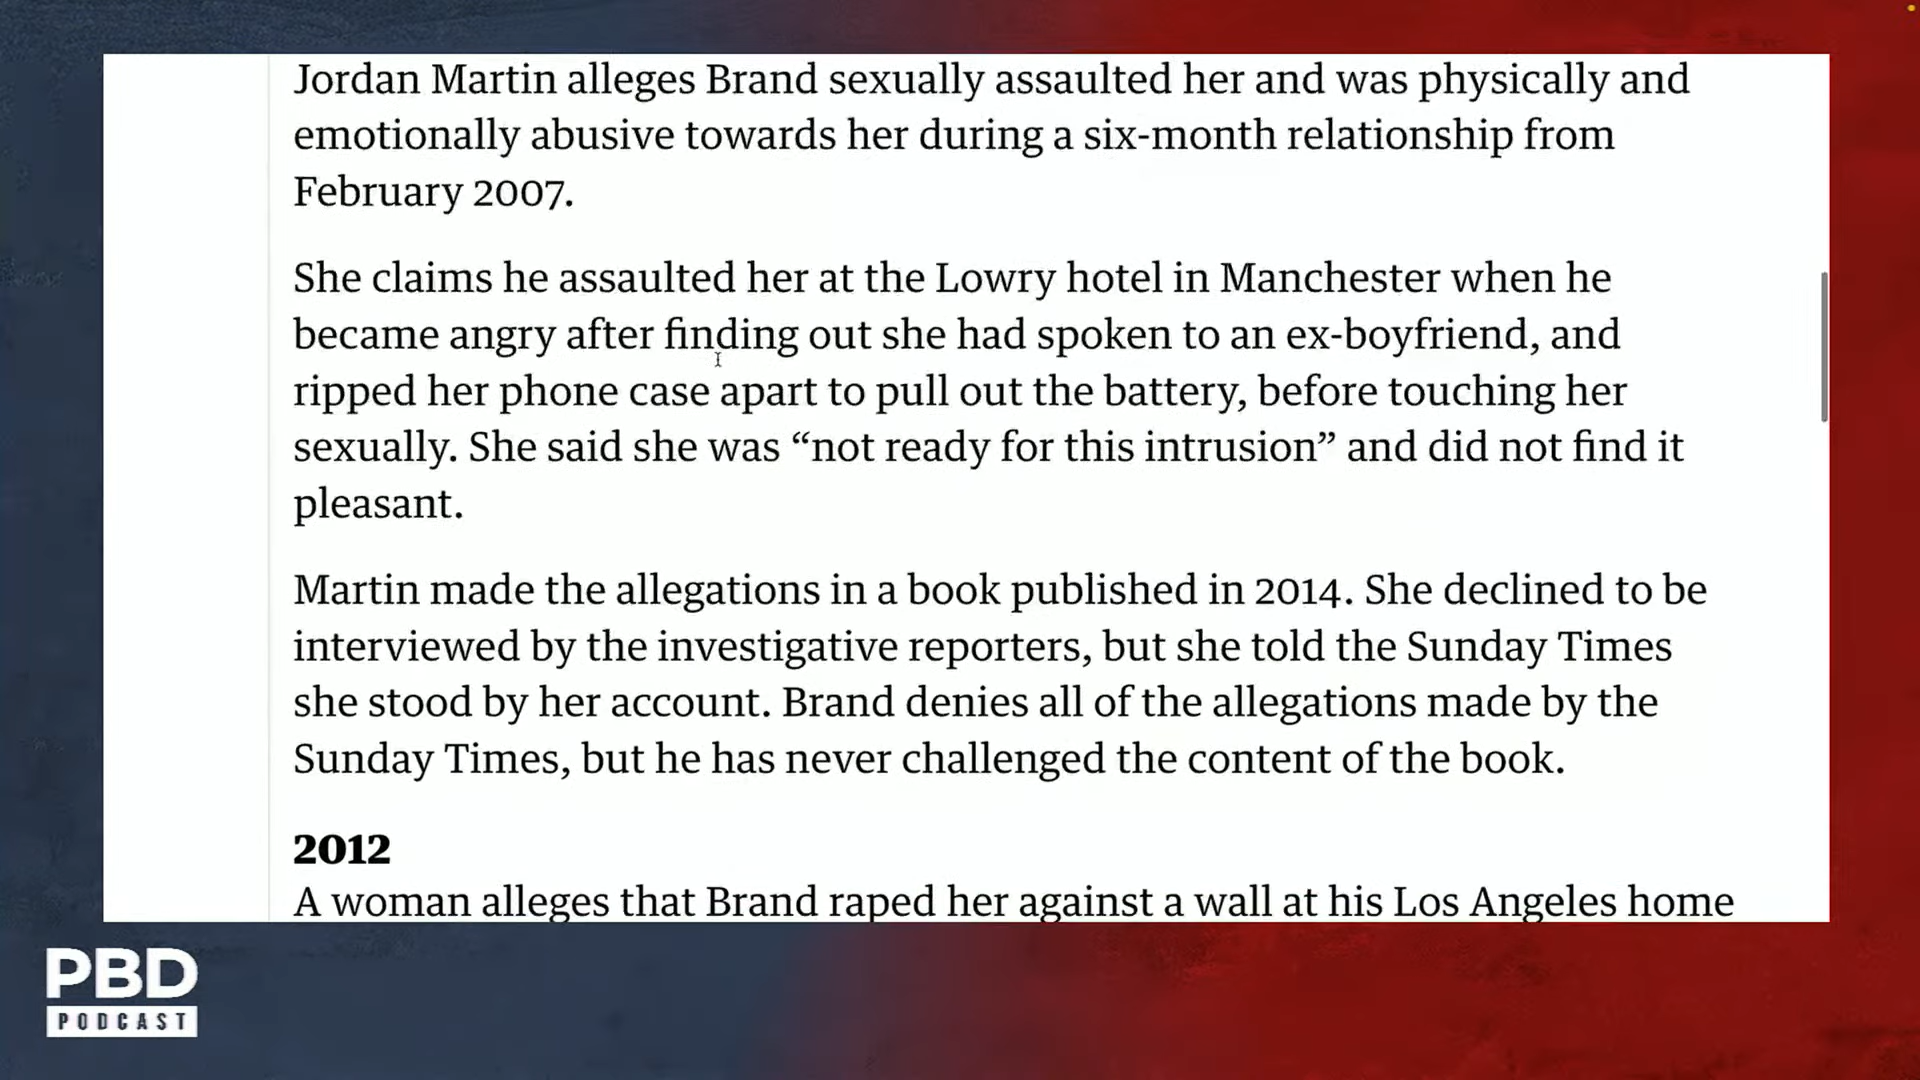 Jordan Martin alleges Brand sexually assaulted her and was physically and
emotionally abusive towards her during a six-month relationship from
February 2007.
She claims he assaulted her at the Lowry hotel in Manchester when he
became angry after finding out she had spoken to an ex-boyfriend, and
ripped her phone case apart to pull out the battery, before touching her
sexually. She said she was “not ready for this intrusion” and did not find it
pleasant.
Martin made the allegations in a book published in 2014. She declined to be
interviewed by the investigative reporters, but she told the Sunday Times
she stood by her account. Brand denies all of the allegations made by the
Sunday Times, but he has never challenged the content of the book.
2012
A woman alleges that Brand raped her against a wall at his Los Angeles home
PBD
PODCAST